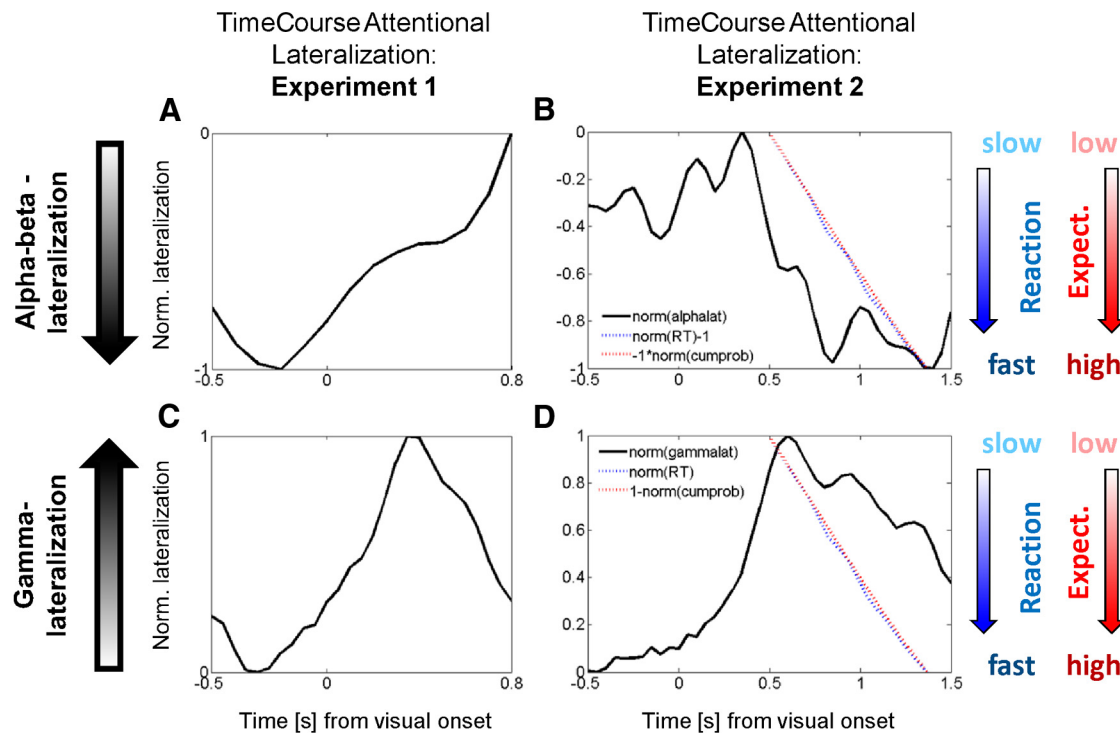 TimeCourse Attentional
Lateralization:
Experiment 1
TimeCourse Attentional
Lateralization:
Experiment 2
Alpha-beta -
lateralization
A
Norm. lateralization
0
-1
-0.5
0
0.8
B
0
-0.2
-0.4
-0.6
-0.8
-1
norm(alphalat)
norm(RT)-1
-1*norm(cumprob)
-0.5
0
0.5
1
1.5
slow
low
Reaction
Expect.
fast
high
Gamma-
lateralization
C
Norm. lateralization
1
0
-0.5
0
0.8
D
1
0.8
0.6
0.4
0.2
0
norm(gammalat)
norm(RT)
1-norm(cumprob)
-0.5
0
0.5
1
1.5
slow
low
Reaction
Expect.
fast
high
Time [s] from visual onset
Time [s] from visual onset